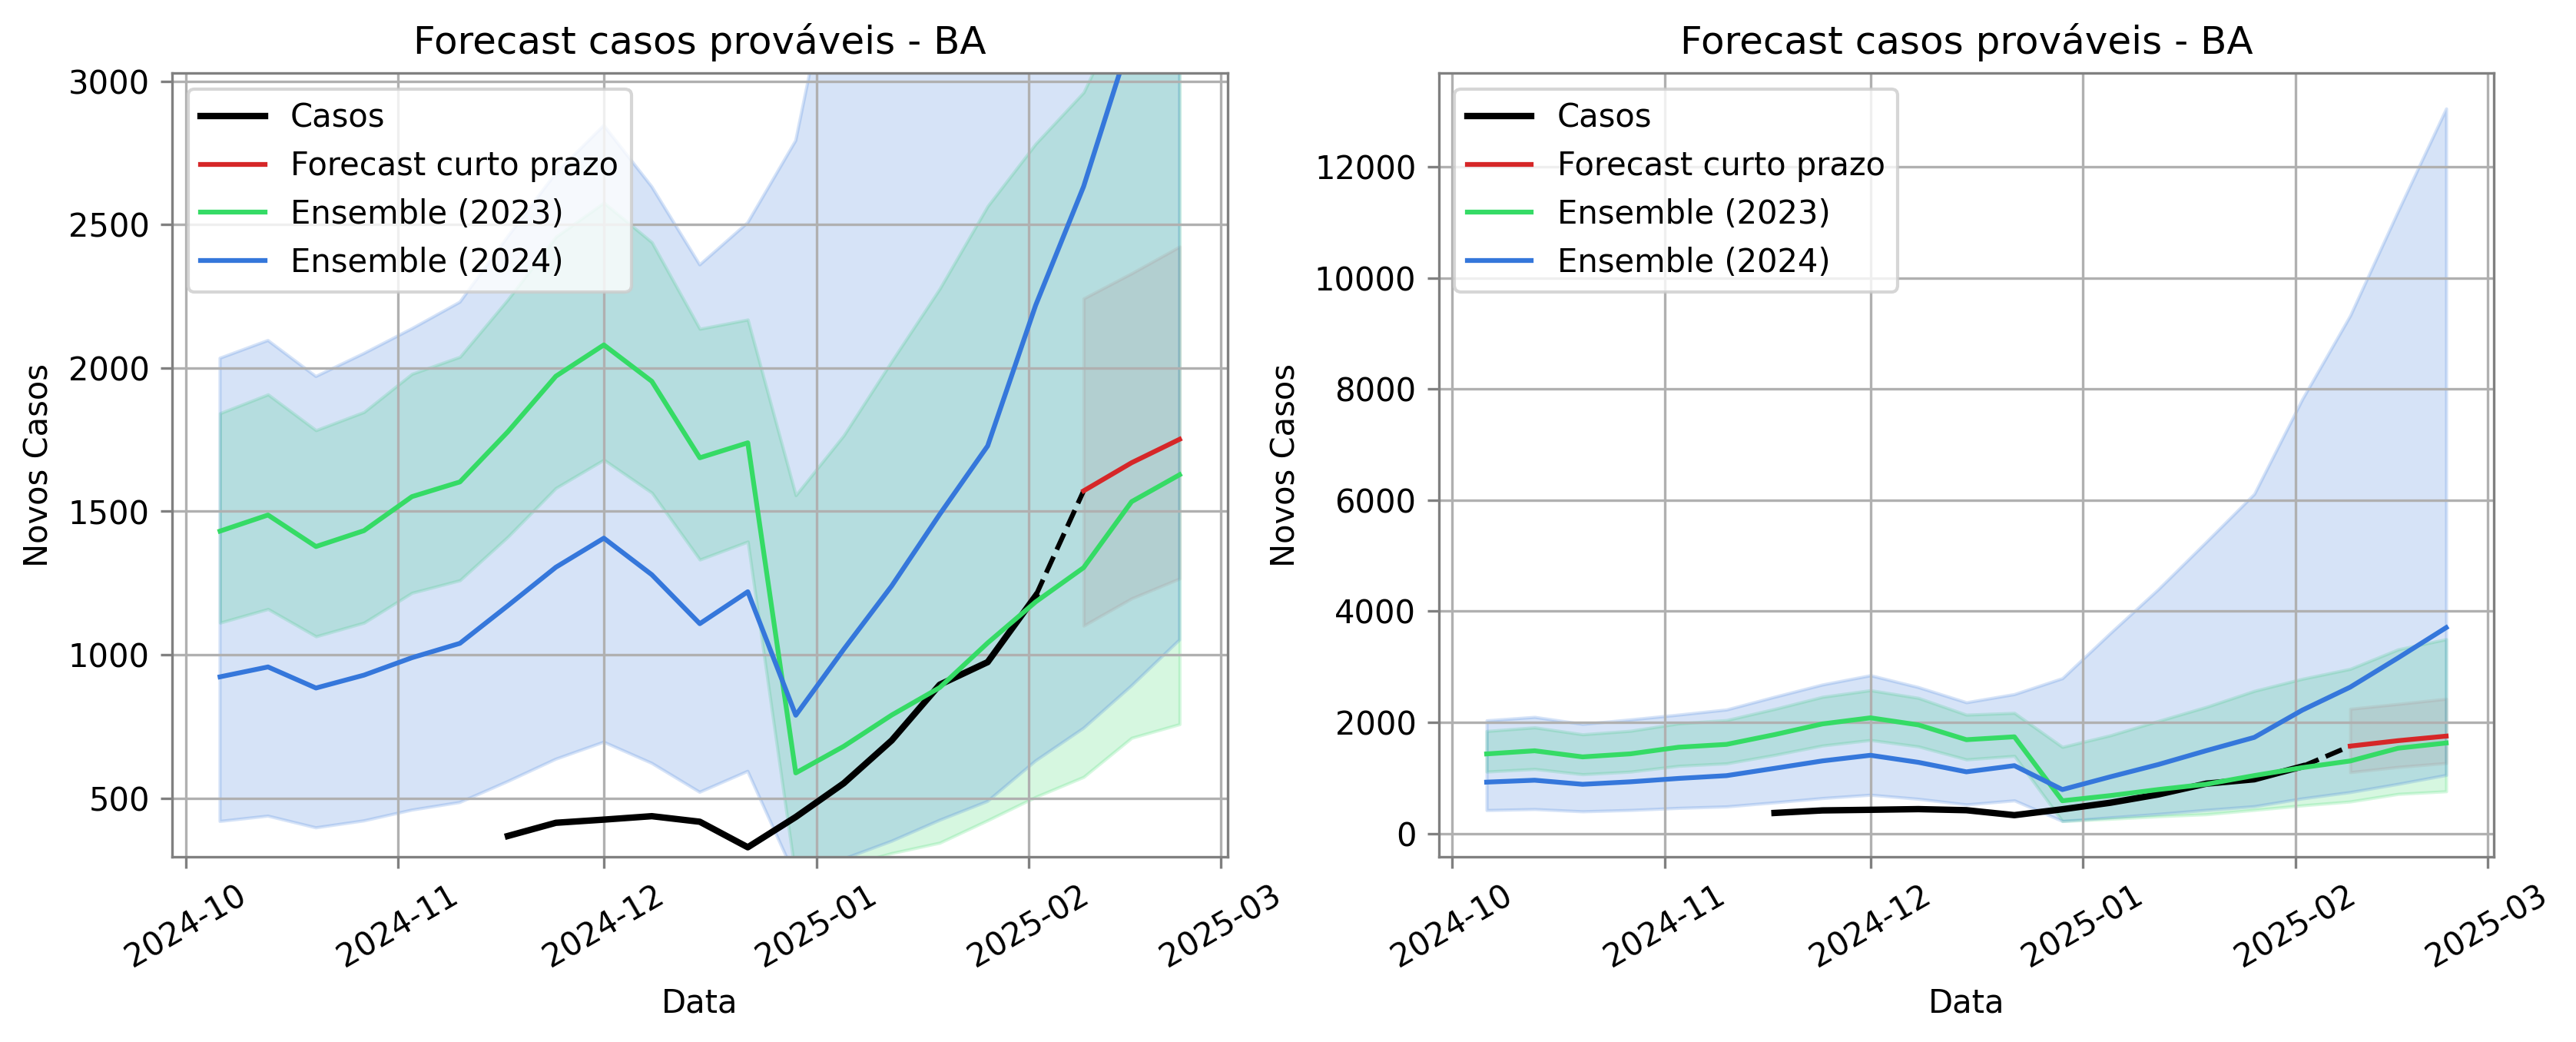 Forecast casos prováveis - BA
3000
2500
2000
1500
1000
500
Novos Casos
Casos
Forecast curto prazo
Ensemble (2023)
Ensemble (2024)
2024-10
2024-11
2024-12
2025-01
2025-02
2025-03
Data
Forecast casos prováveis - BA
12000
10000
8000
6000
4000
2000
0
Novos Casos
Casos
Forecast curto prazo
Ensemble (2023)
Ensemble (2024)
2024-10
2024-11
2024-12
2025-01
2025-02
2025-03
Data